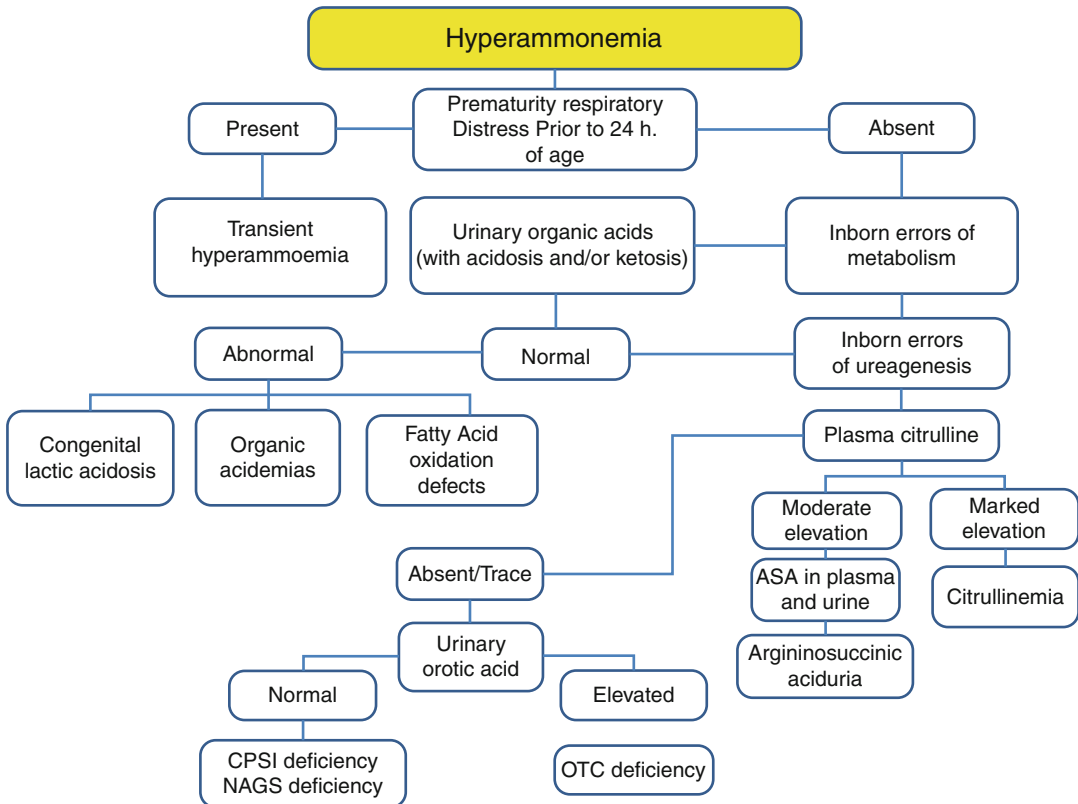 Hyperammonemia
Prematurity respiratory
Distress Prior to 24 h.
of age
Present
Absent
Transient
hyperammoemia
Urinary organic acids
(with acidosis and/or ketosis)
Inborn errors of
metabolism
Abnormal
Normal
Inborn errors
of ureagenesis
Congenital
lactic acidosis
Organic
acidemias
Fatty Acid
oxidation
defects
Plasma citrulline
Moderate
elevation
Marked
elevation
Absent/Trace
ASA in plasma
and urine
Citrullinemia
Urinary
orotic acid
Argininosuccinic
aciduria
Normal
Elevated
CPSI deficiency
NAGS deficiency
OTC deficiency